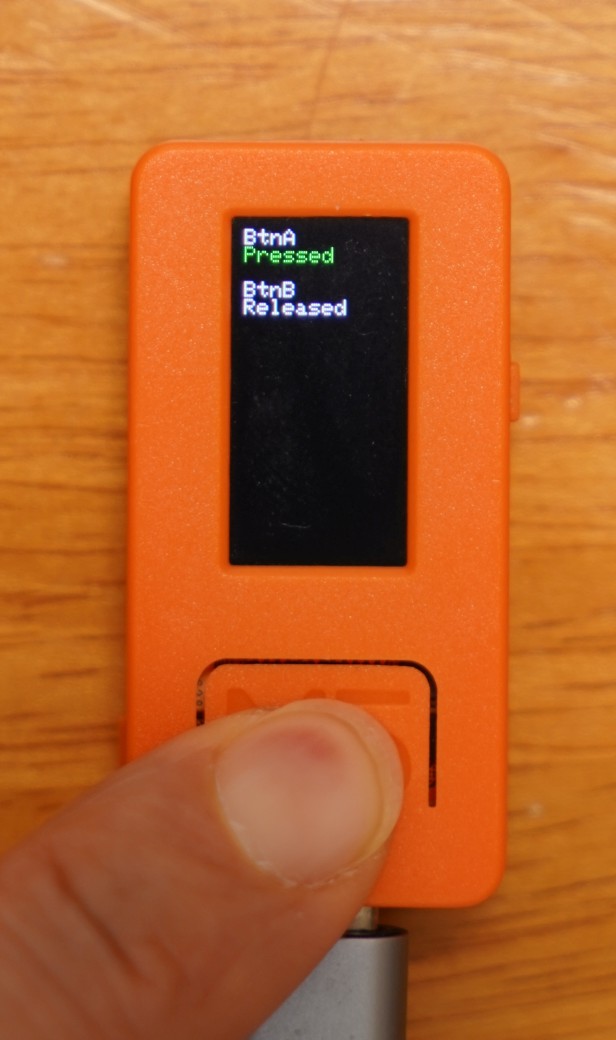 BtnA
Pressed
BtnB
Released